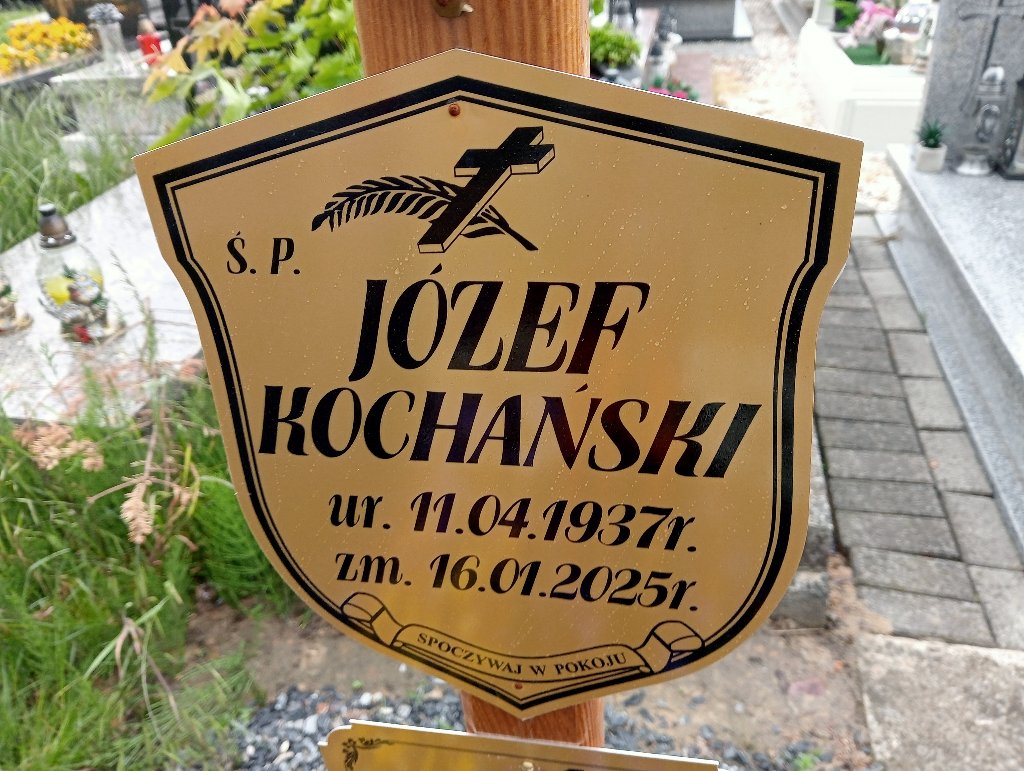 Ś. P.
JÓZEF
KOCHAŃSKI
ur. 11.04.1937r.
zm. 16.01.2025r.
SPOCZYWAJ W POKOJU